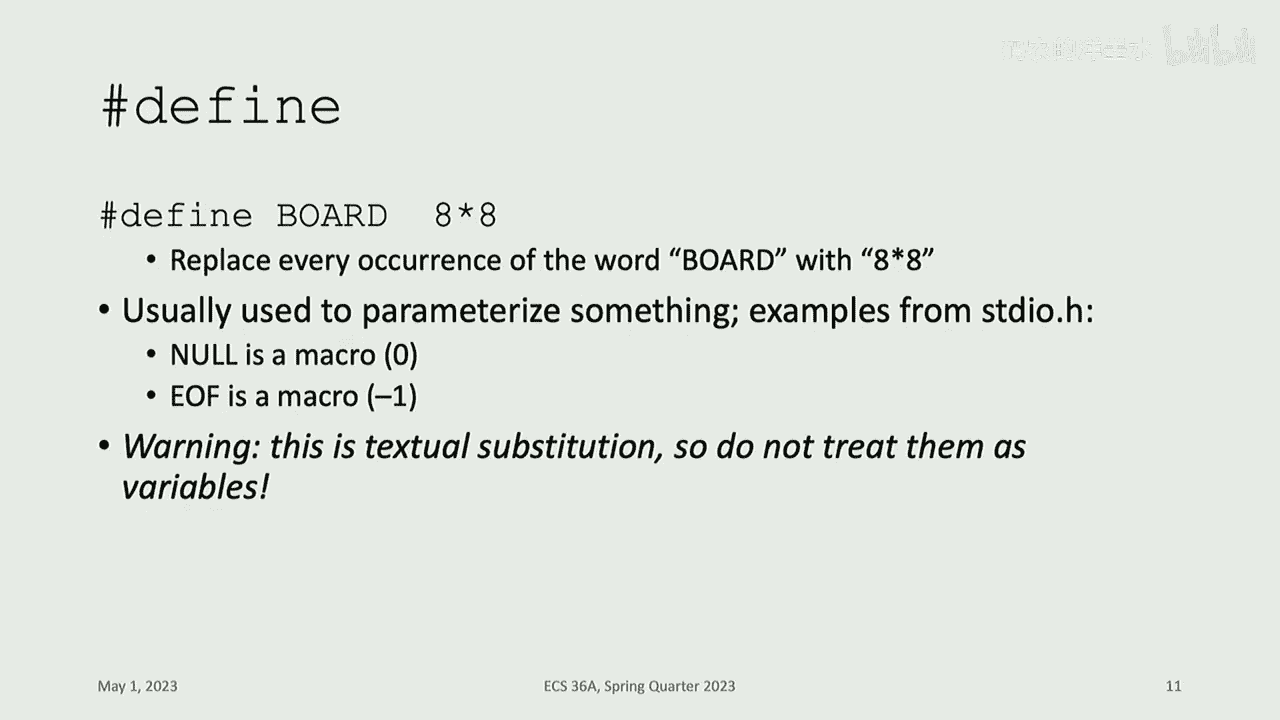 #define
#define BOARD  8*8
• Replace every occurrence of the word “BOARD” with “8*8”
• Usually used to parameterize something; examples from stdio.h:
• NULL is a macro (0)
• EOF is a macro (–1)
• Warning: this is textual substitution, so do not treat them as
variables!
May 1, 2023
ECS 36A, Spring Quarter 2023
11